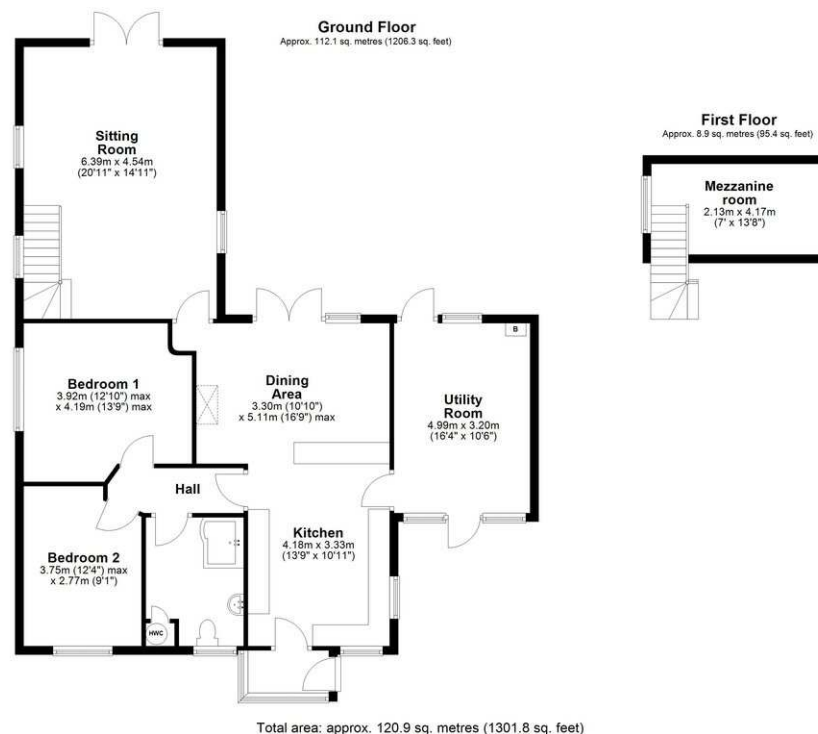 Ground Floor
Approx. 112.1 sq. metres (1206.3 sq. feet)
First Floor
Approx. 8.9 sq. metres (95.4 sq. feet)
Sitting
Room
6.39m x 4.54m
(20'11" x 14'11")
Mezzanine
room
2.13m x 4.17m
(7' x 13'8")
B
Bedroom 1
3.92m (12'10") max
x 4.19m (13'9") max
Dining
Area
3.30m (10'10")
x 5.11m (16'9") max
Utility
Room
4.99m x 3.20m
(16'4" x 10'6")
Hall
Bedroom 2
3.75m (12'4") max
x 2.77m (9'1")
Kitchen
4.18m x 3.33m
(13'9" x 10'11")
HWC
Total area: approx. 120.9 sq. metres (1301.8 sq. feet)